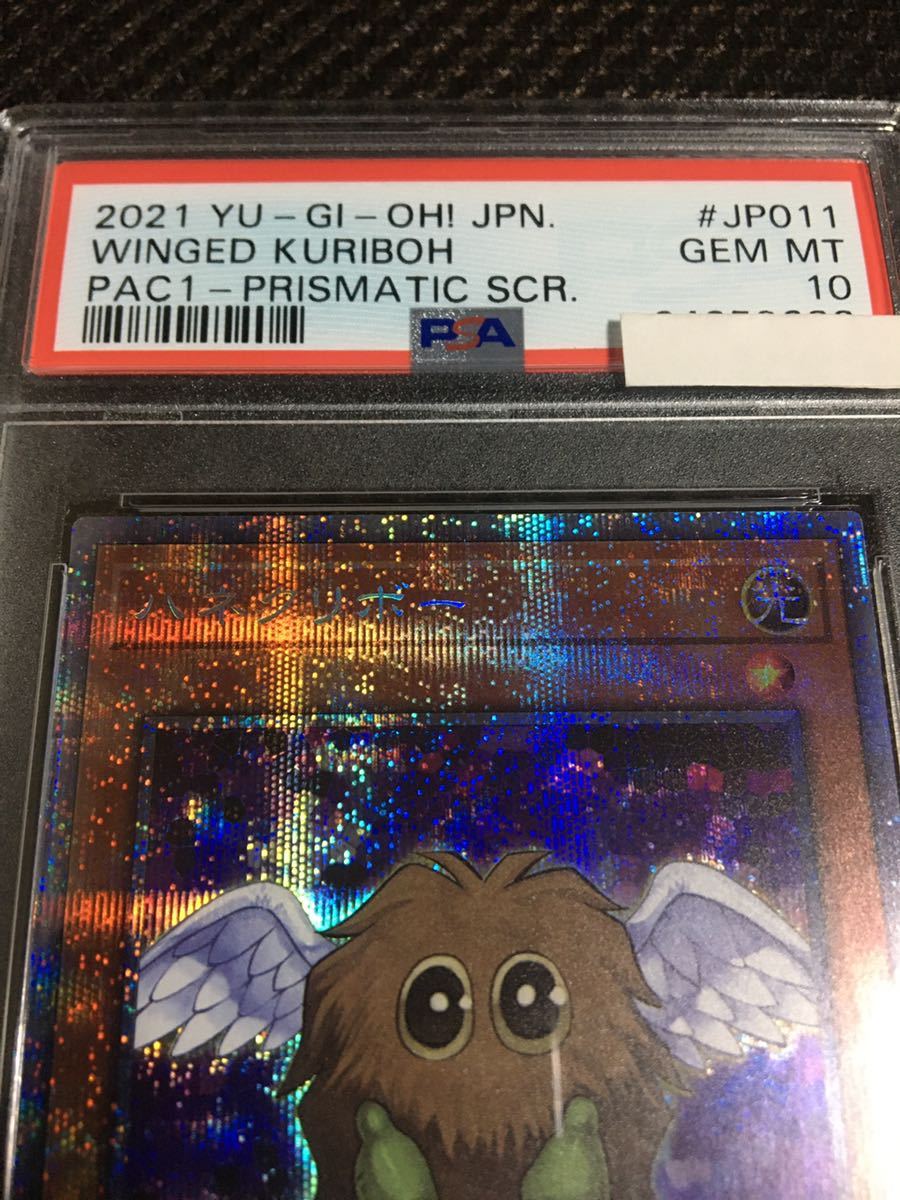 2021 YU-GI-OH! JPN. #JP011
WINGED KURIBOH GEM MT
PAC1-PRISMATIC SCR. 10
PSA
ハネクリボー 光